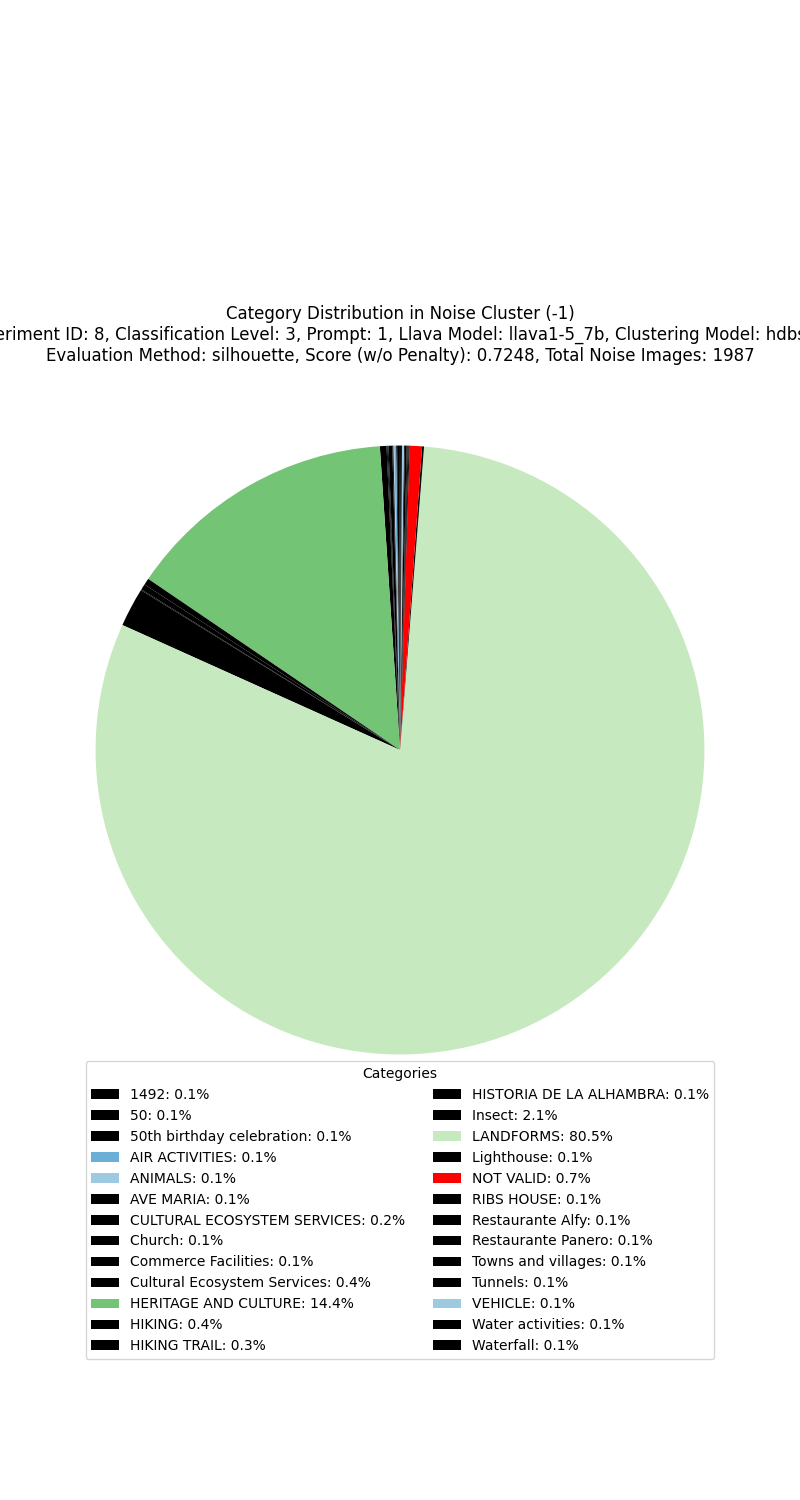 Category Distribution in Noise Cluster (-1)
ID: 8, Classification Level: 3, Prompt: 1, Llava Model: llava1-5_7b, Clustering Model:
Evaluation Method: silhouette, Score (w/o Penalty): 0.7248, Total Noise Images: 1987
Categories
1492: 0.1%
50: 0.1%
50th birthday celebration: 0.1%
AIR ACTIVITIES: 0.1%
ANIMALS: 0.1%
AVE MARIA: 0.1%
CULTURAL ECOSYSTEM SERVICES: 0.2%
Church: 0.1%
Commerce Facilities: 0.1%
Cultural Ecosystem Services: 0.4%
HERITAGE AND CULTURE: 14.4%
HIKING: 0.4%
HIKING TRAIL: 0.3%
HISTORIA DE LA ALHAMBRA: 0.1%
Insect: 2.1%
LANDFORMS: 80.5%
Lighthouse: 0.1%
NOT VALID: 0.7%
RIBS HOUSE: 0.1%
Restaurante Alfy: 0.1%
Restaurante Panero: 0.1%
Towns and villages: 0.1%
Tunnels: 0.1%
VEHICLE: 0.1%
Water activities: 0.1%
Waterfall: 0.1%